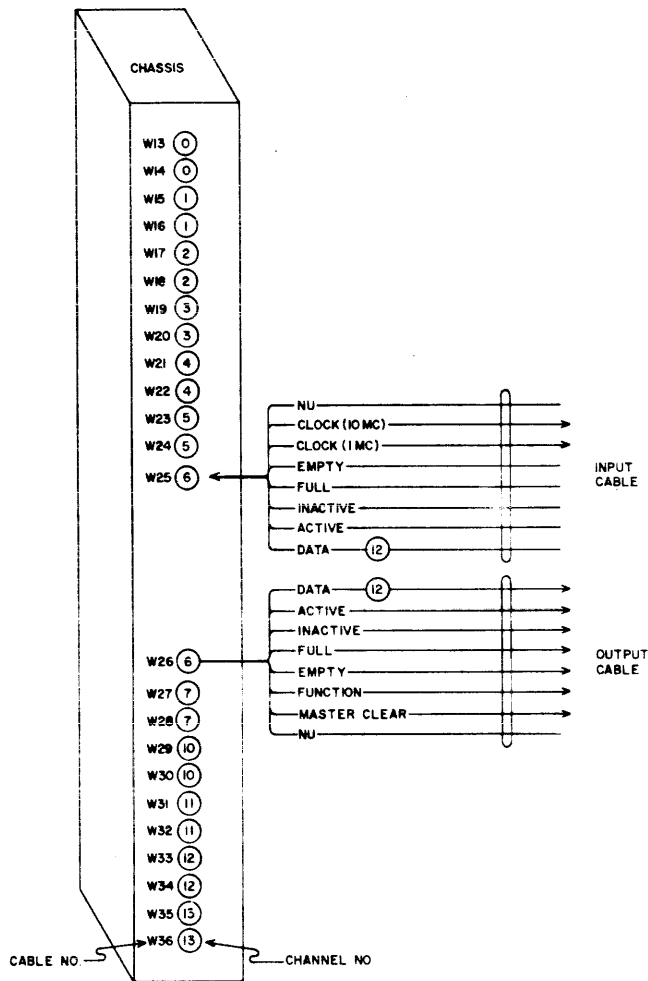 CHASSIS
W13 0
W14 0
W15 1
W16 1
W17 2
W18 2
W19 3
W20 3
W21 4
W22 4
W23 5
W24 5
W25 6
NU
CLOCK (10 MC)
CLOCK (1 MC)
EMPTY
FULL
INACTIVE
ACTIVE
DATA 12
INPUT
CABLE
DATA 12
ACTIVE
INACTIVE
FULL
EMPTY
FUNCTION
MASTER CLEAR
NU
OUTPUT
CABLE
W26 6
W27 7
W28 7
W29 10
W30 10
W31 11
W32 11
W33 12
W34 12
W35 13
W36 13
CABLE NO.
CHANNEL NO